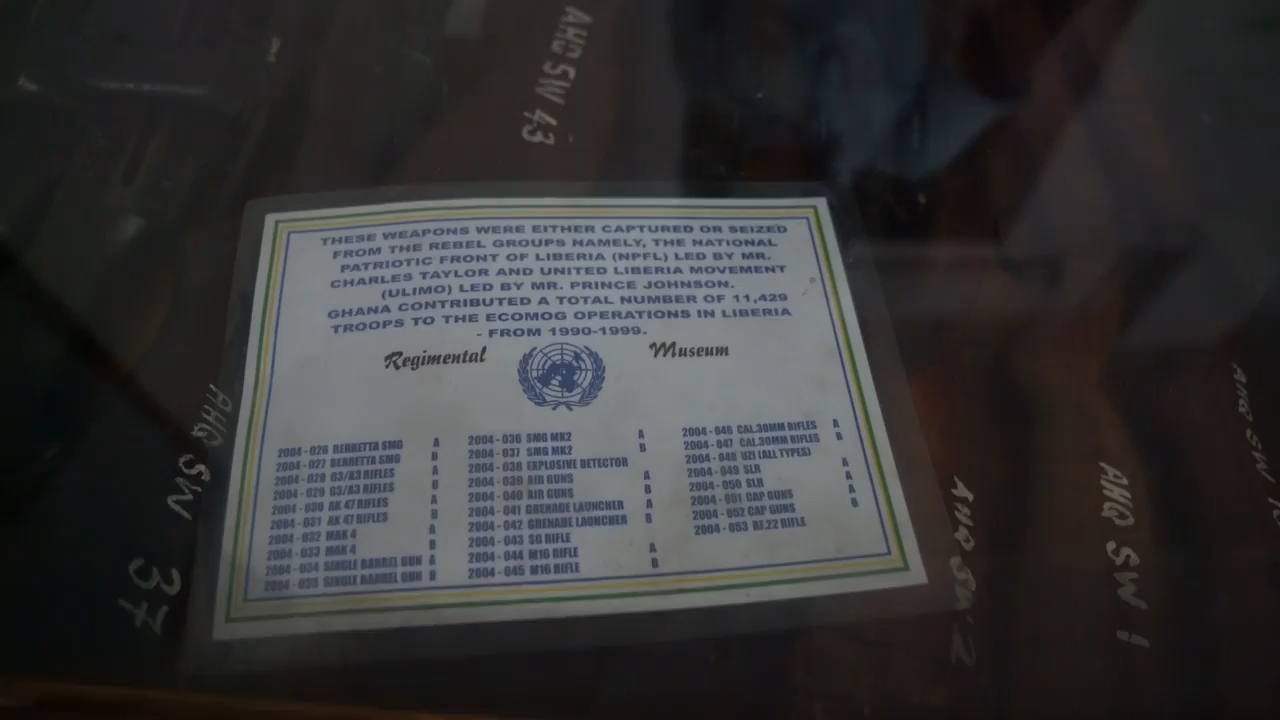 AHQ SW 43
THESE WEAPONS WERE EITHER CAPTURED OR SEIZED
FROM THE REBEL GROUPS NAMELY, THE NATIONAL
PATRIOTIC FRONT OF LIBERIA (NPFL) LED BY MR.
CHARLES TAYLOR AND UNITED LIBERIA MOVEMENT
(ULIMO) LED BY MR. PRINCE JOHNSON.
GHANA CONTRIBUTED A TOTAL NUMBER OF 11,429
TROOPS TO THE ECOMOG OPERATIONS IN LIBERIA
- FROM 1990-1999.
Regimental Museum
2004 - 026 BERRETTA SMG A
2004 - 027 BERRETTA SMG B
2004 - 028 G3/A3 RIFLES A
2004 - 029 G3/A3 RIFLES B
2004 - 030 AK 47 RIFLES A
2004 - 031 AK 47 RIFLES B
2004 - 032 MAK 4 A
2004 - 033 MAK 4 B
2004 - 034 SINGLE BARREL GUN A
2004 - 035 SINGLE BARREL GUN B
2004 - 036 SMG MK2 A
2004 - 037 SMG MK2 B
2004 - 038 EXPLOSIVE DETECTOR
2004 - 039 AIR GUNS A
2004 - 040 AIR GUNS B
2004 - 041 GRENADE LAUNCHER A
2004 - 042 GRENADE LAUNCHER B
2004 - 043 SG RIFLE
2004 - 044 M16 RIFLE A
2004 - 045 M16 RIFLE B
2004 - 046 CAL.30MM RIFLES A
2004 - 047 CAL.30MM RIFLES B
2004 - 048 UZI (ALL TYPES)
2004 - 049 SLR A
2004 - 050 SLR A
2004 - 051 CAP GUNS A
2004 - 052 CAP GUNS B
2004 - 053 RF.22 RIFLE
AHQ SW 37
AHQ SW 2
AHQ SW 1
AHQ SW